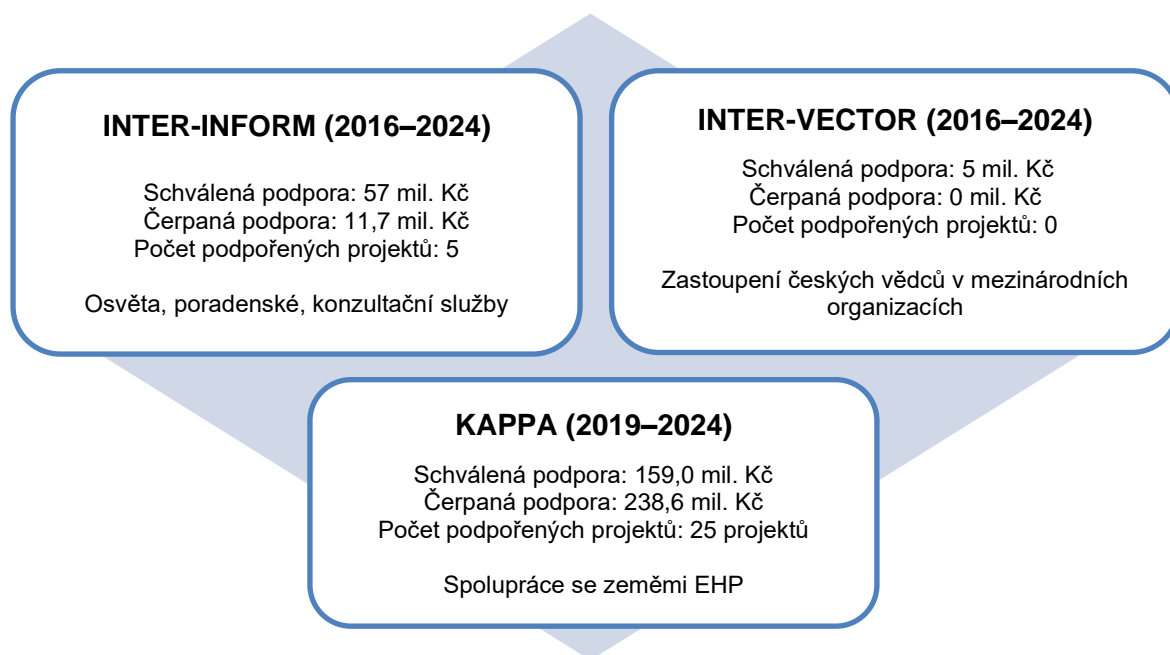 INTER-INFORM (2016–2024)
Schválená podpora: 57 mil. Kč
Čerpaná podpora: 11,7 mil. Kč
Počet podpořených projektů: 5
Osvěta, poradenské, konzultační služby
INTER-VECTOR (2016–2024)
Schválená podpora: 5 mil. Kč
Čerpaná podpora: 0 mil. Kč
Počet podpořených projektů: 0
Zastoupení českých vědců v mezinárodních
organizacích
KAPPA (2019–2024)
Schválená podpora: 159,0 mil. Kč
Čerpaná podpora: 238,6 mil. Kč
Počet podpořených projektů: 25 projektů
Spolupráce se zeměmi EHP